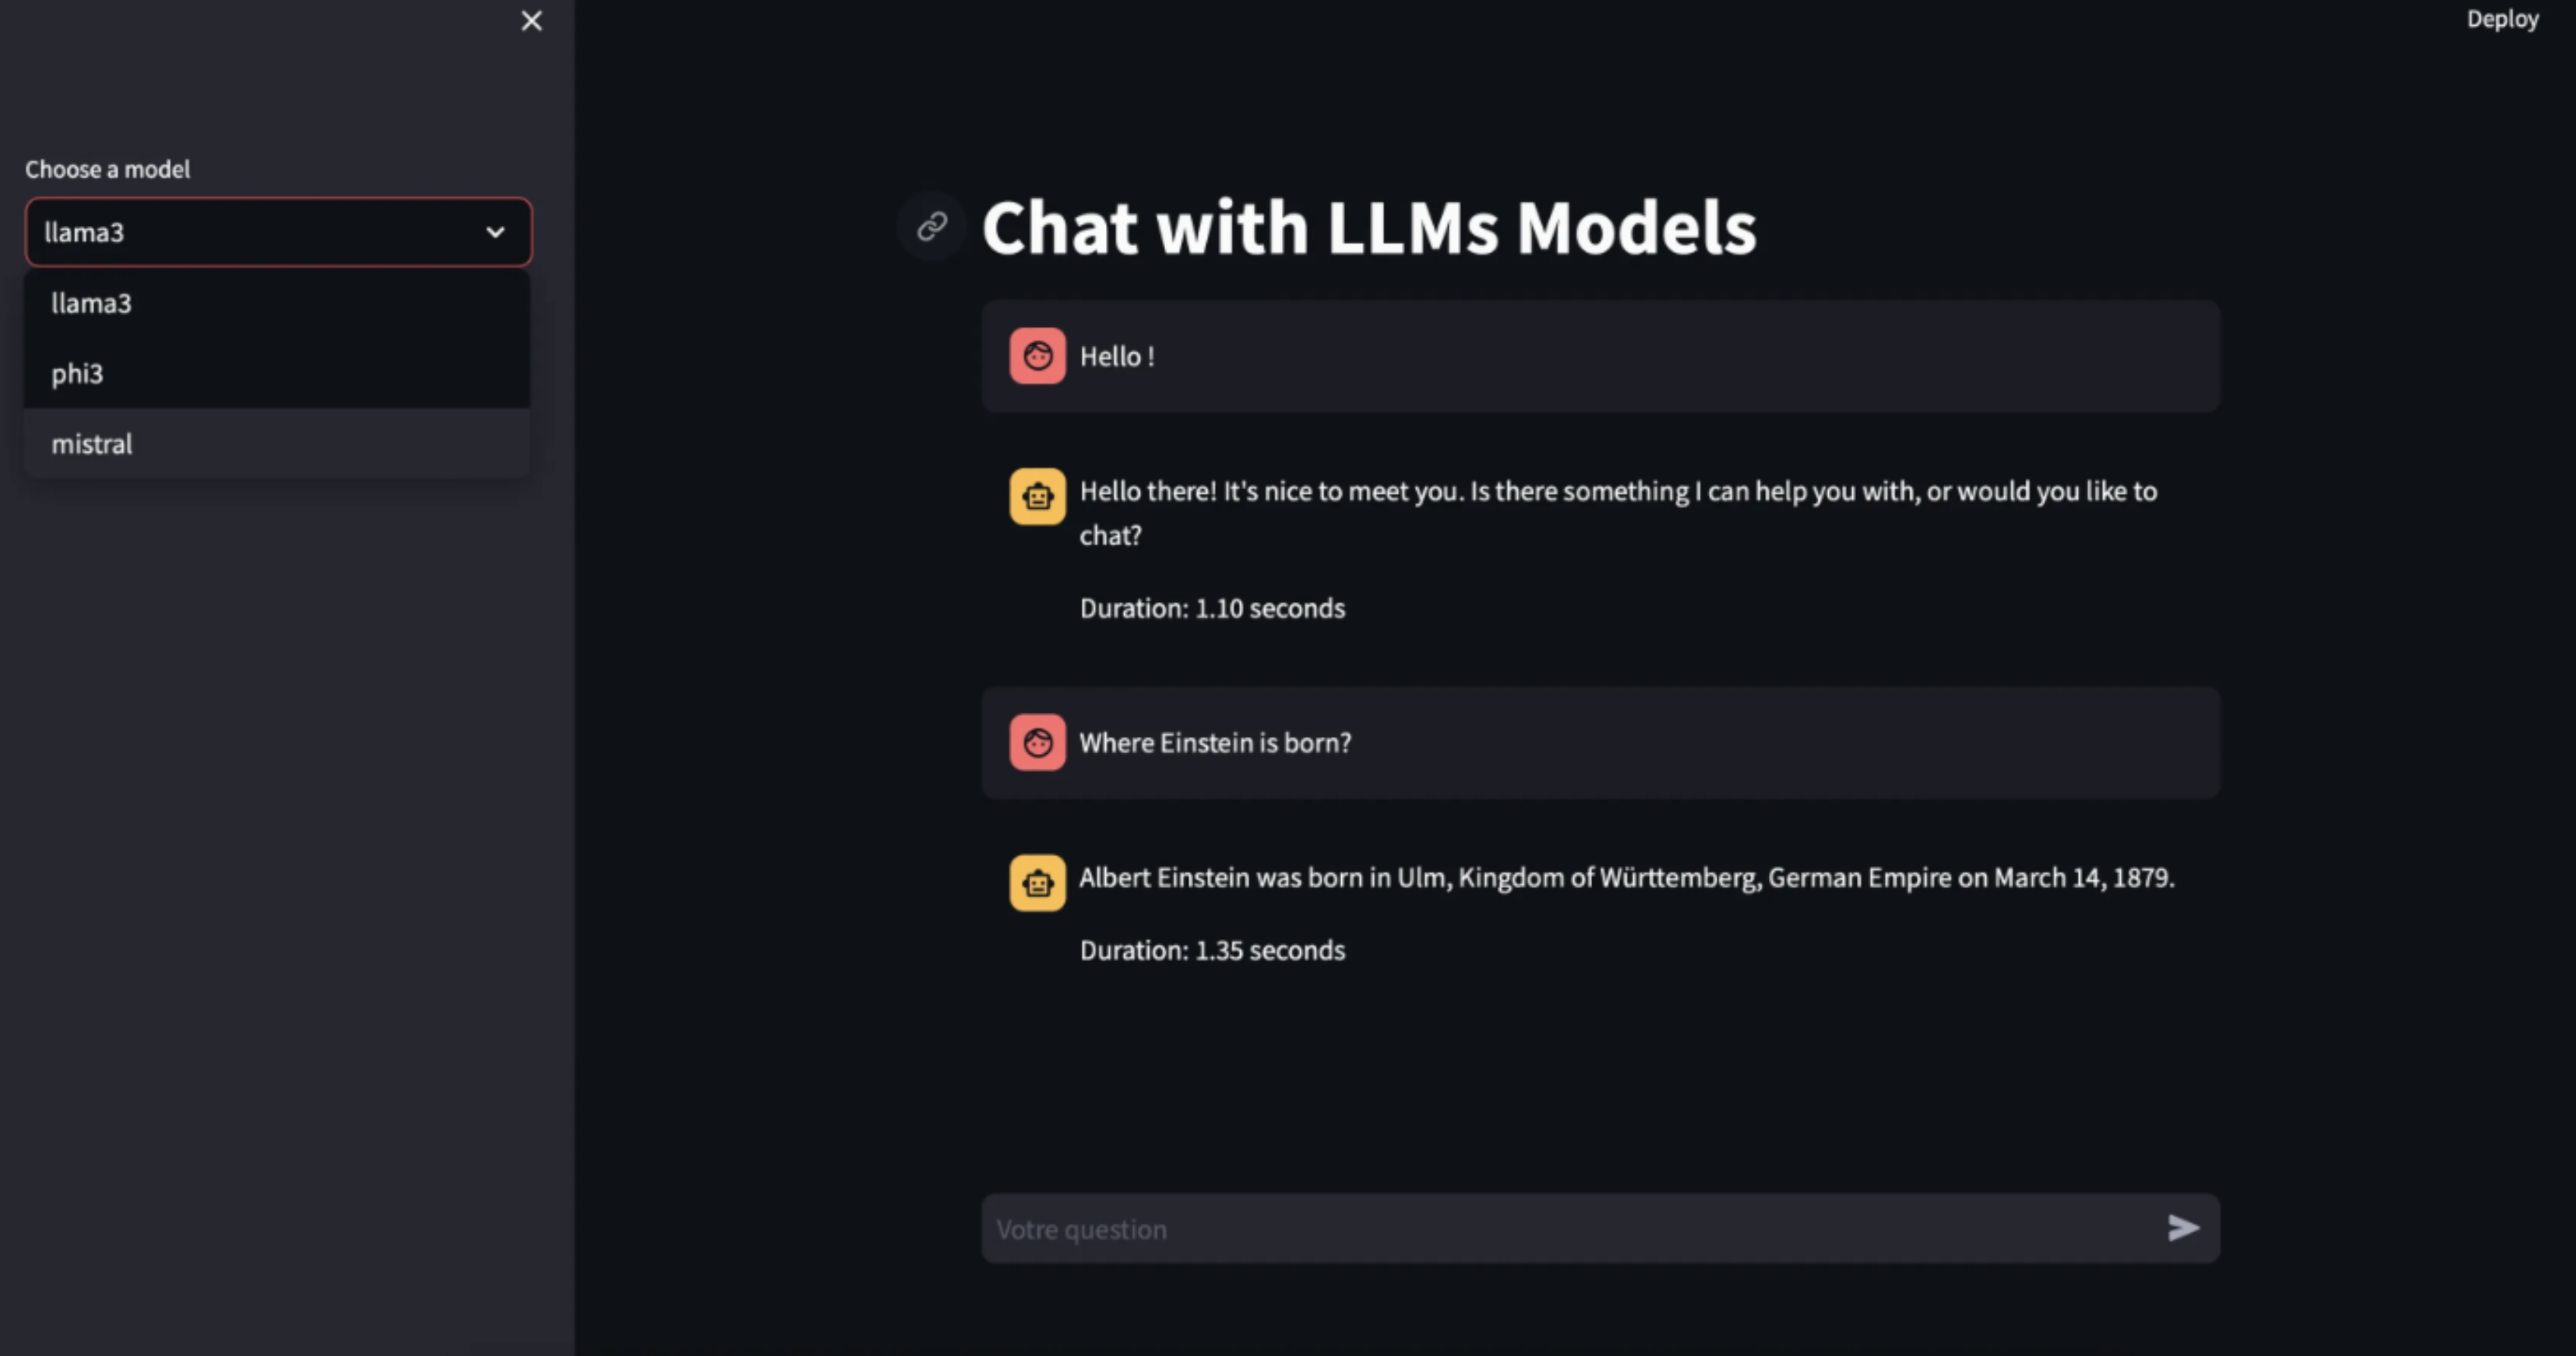 Deploy
Choose a model
llama3
llama3
phi3
mistral
Chat with LLMs Models
Hello !
Hello there! It's nice to meet you. Is there something I can help you with, or would you like to
chat?
Duration: 1.10 seconds
Where Einstein is born?
Albert Einstein was born in Ulm, Kingdom of Württemberg, German Empire on March 14, 1879.
Duration: 1.35 seconds
Votre question